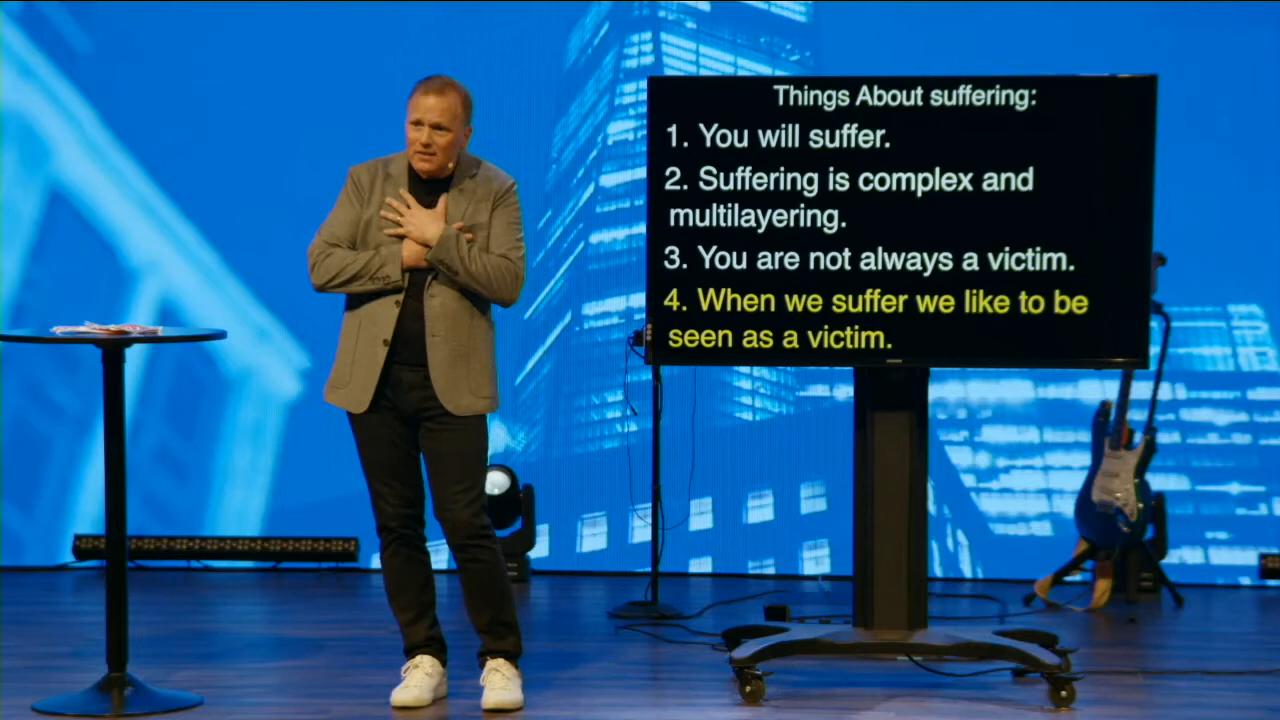 Things About suffering:
1. You will suffer.
2. Suffering is complex and
multilayering.
3. You are not always a victim.
4. When we suffer we like to be
seen as a victim.